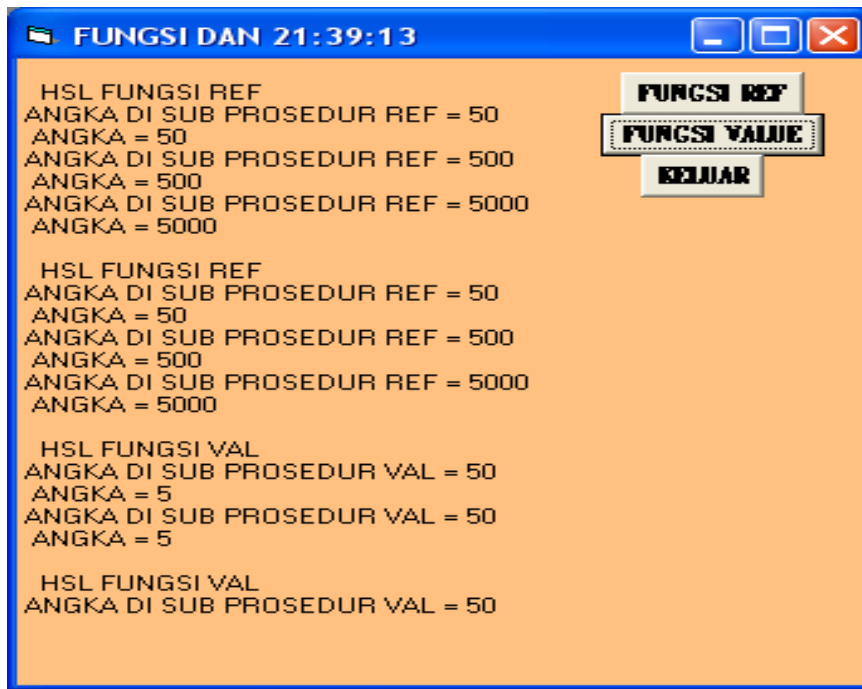 FUNGSI DAN 21:39:13
HSL FUNGSI REF
ANGKA DI SUB PROSEDUR REF = 50
ANGKA = 50
ANGKA DI SUB PROSEDUR REF = 500
ANGKA = 500
ANGKA DI SUB PROSEDUR REF = 5000
ANGKA = 5000
HSL FUNGSI REF
ANGKA DI SUB PROSEDUR REF = 50
ANGKA = 50
ANGKA DI SUB PROSEDUR REF = 500
ANGKA = 500
ANGKA DI SUB PROSEDUR REF = 5000
ANGKA = 5000
HSL FUNGSI VAL
ANGKA DI SUB PROSEDUR VAL = 50
ANGKA = 5
ANGKA DI SUB PROSEDUR VAL = 50
ANGKA = 5
HSL FUNGSI VAL
ANGKA DI SUB PROSEDUR VAL = 50
FUNGSI REF
FUNGSI VALUE
KELUAR